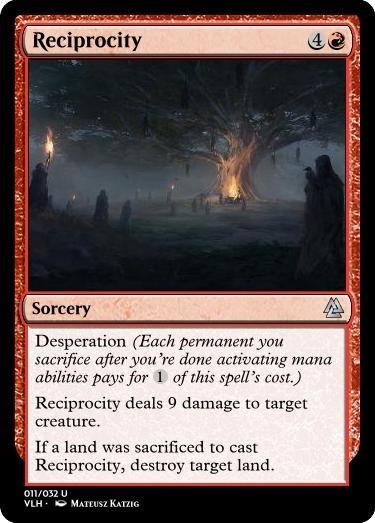 Reciprocity 4
Sorcery
Desperation (Each permanent you
sacrifice after you're done activating mana
abilities pays for 1 of this spell's cost.)
Reciprocity deals 9 damage to target
creature.
If a land was sacrificed to cast
Reciprocity, destroy target land.
011/032 U
VLH · Mateusz Katzig